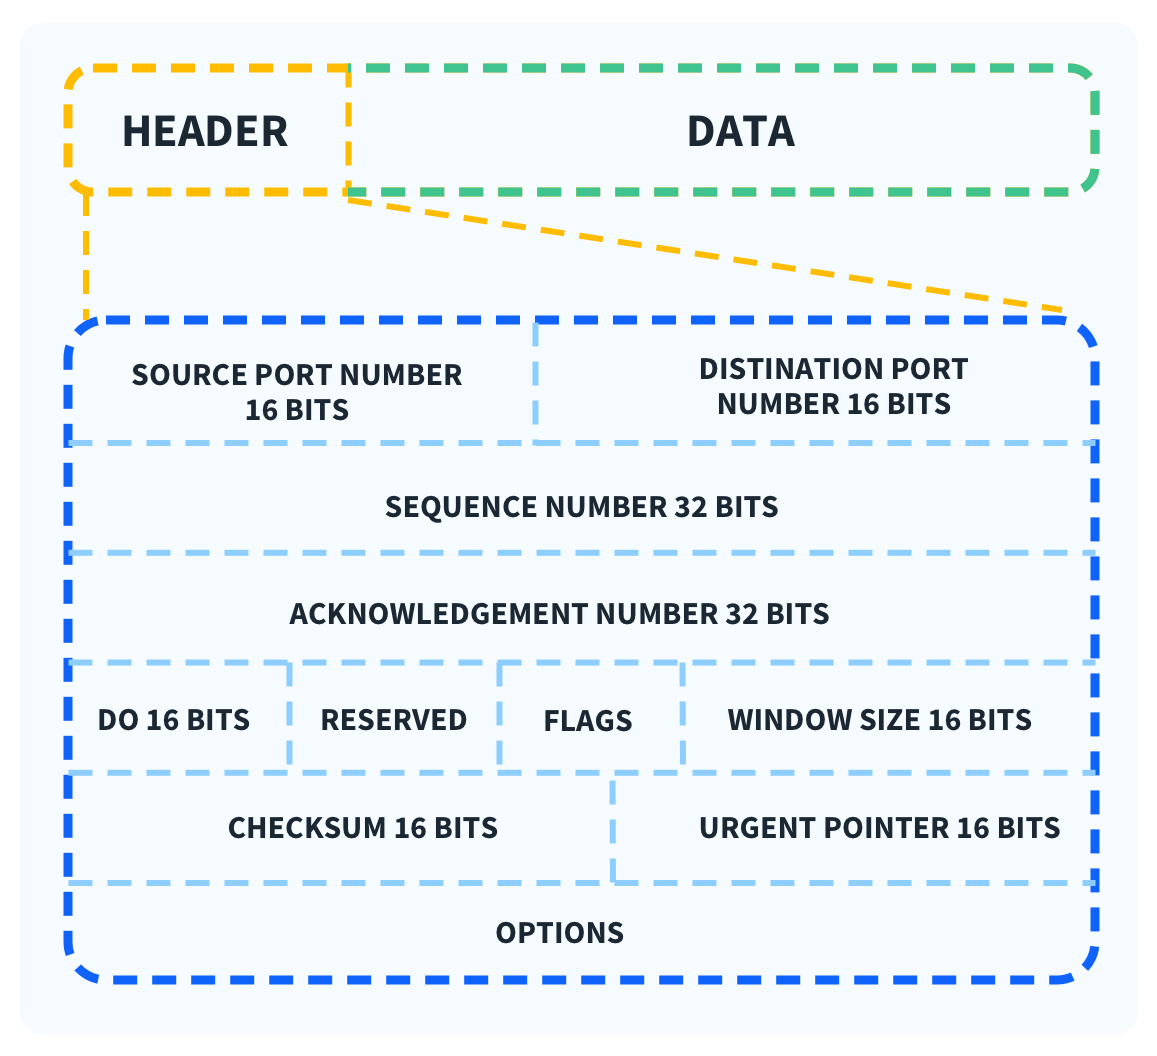 HEADER
DATA
SOURCE PORT NUMBER
16 BITS
DISTINATION PORT
NUMBER 16 BITS
SEQUENCE NUMBER 32 BITS
ACKNOWLEDGEMENT NUMBER 32 BITS
DO 16 BITS
RESERVED
FLAGS
WINDOW SIZE 16 BITS
CHECKSUM 16 BITS
URGENT POINTER 16 BITS
OPTIONS